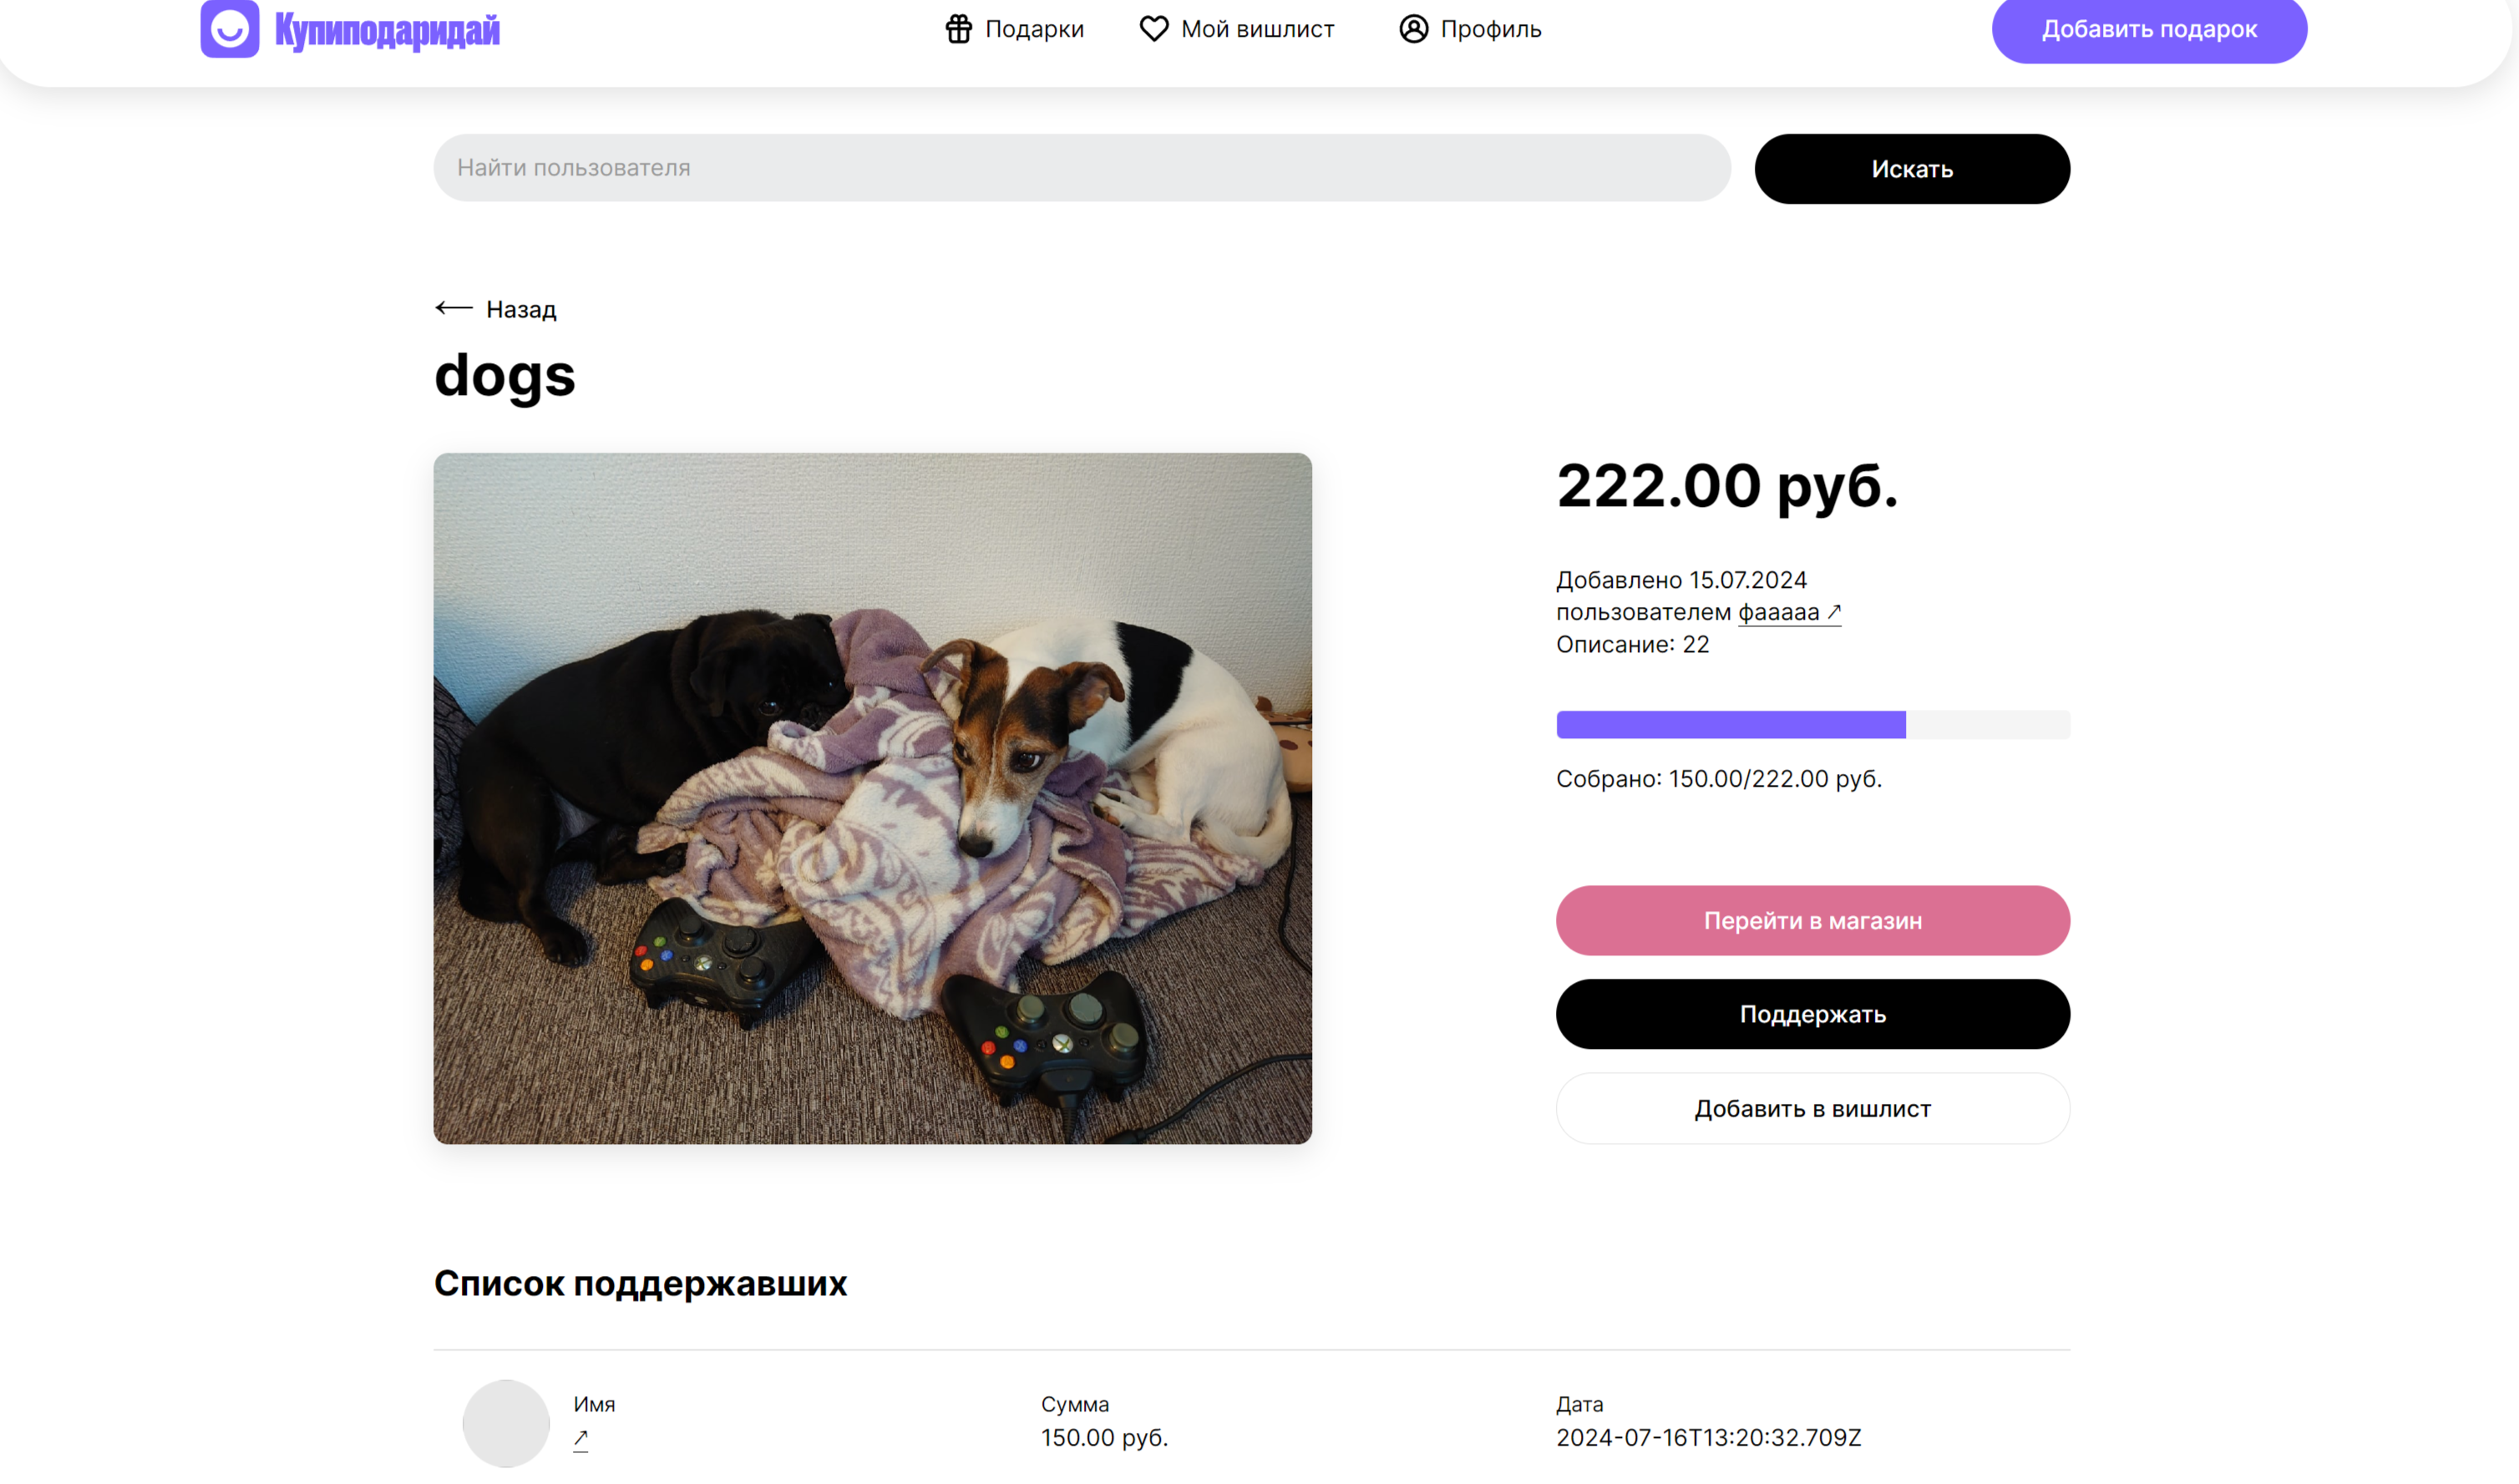 Купиподаридай
Подарки
Мой вишлист
Профиль
Добавить подарок
Найти пользователя
Искать
Назад
dogs
222.00 руб.
Добавлено 15.07.2024
пользователем фааааа ↗
Описание: 22
Собрано: 150.00/222.00 руб.
Перейти в магазин
Поддержать
Добавить в вишлист
Список поддержавших
Имя
↗
Сумма
150.00 руб.
Дата
2024-07-16T13:20:32.709Z